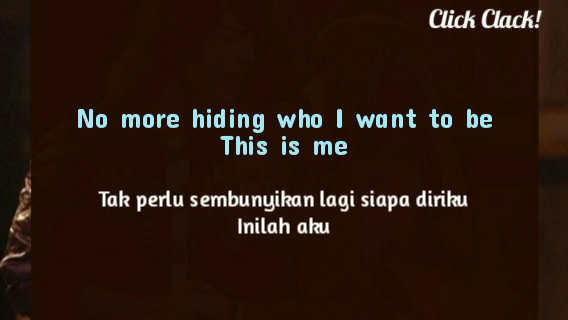 Click Clack!
No more hiding who I want to be
This is me
Tak perlu sembunyikan lagi siapa diriku
Inilah aku